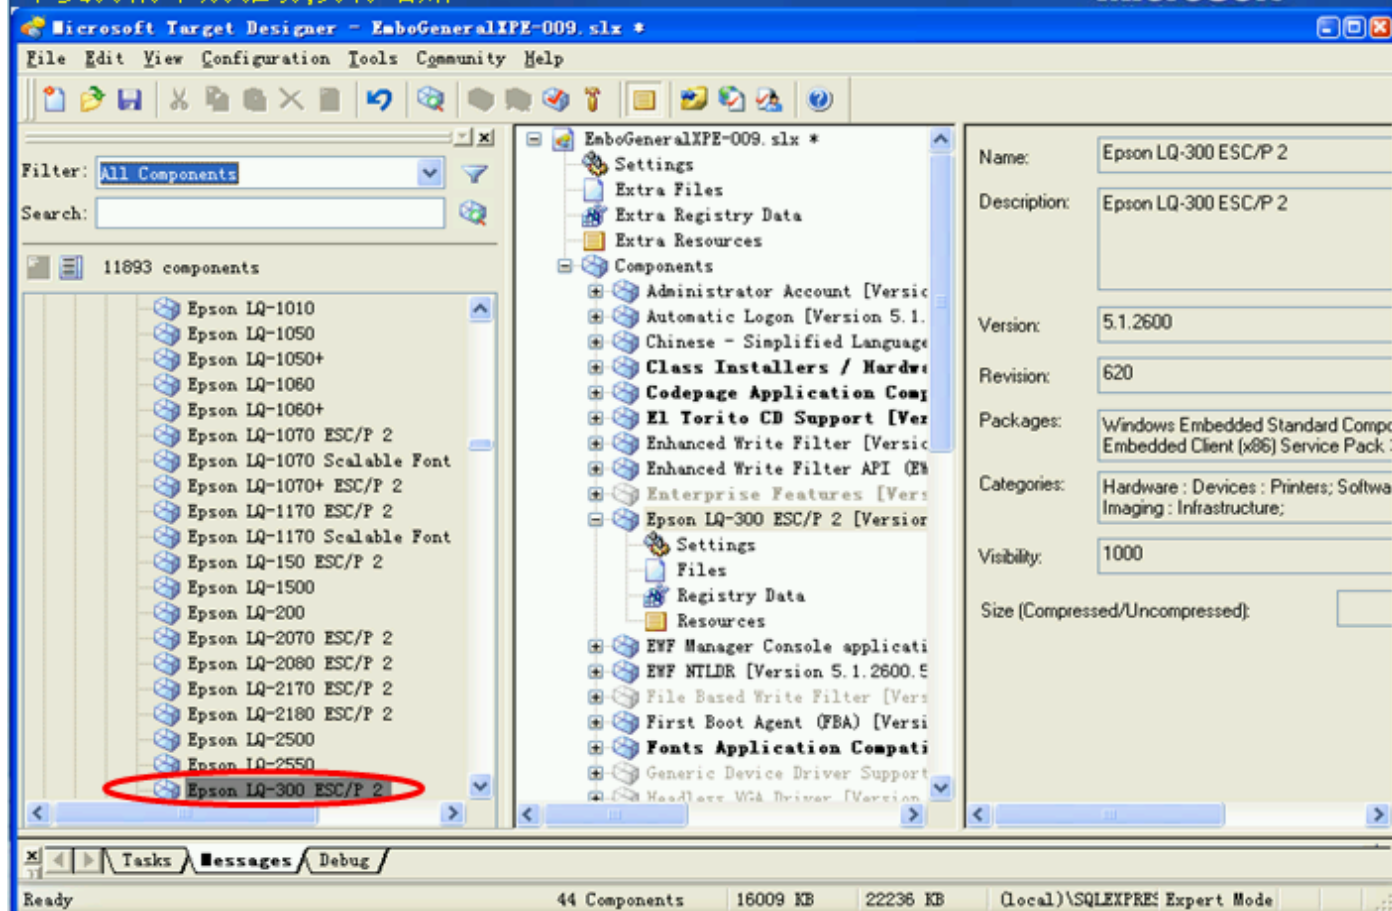 Microsoft Target Designer - EmboGeneralXPE-009.slx *
File Edit View Configuration Tools Community Help
Filter: All Components
Search:
11893 components
Epson LQ-1010
Epson LQ-1050
Epson LQ-1050+
Epson LQ-1060
Epson LQ-1060+
Epson LQ-1070 ESC/P 2
Epson LQ-1070 Scalable Font
Epson LQ-1070+ ESC/P 2
Epson LQ-1170 ESC/P 2
Epson LQ-1170 Scalable Font
Epson LQ-150 ESC/P 2
Epson LQ-1500
Epson LQ-200
Epson LQ-2070 ESC/P 2
Epson LQ-2080 ESC/P 2
Epson LQ-2170 ESC/P 2
Epson LQ-2180 ESC/P 2
Epson LQ-2500
Epson LQ-2550
Epson LQ-300 ESC/P 2
EmboGeneralXPE-009.slx *
Settings
Extra Files
Extra Registry Data
Extra Resources
Components
Administrator Account [Versic
Automatic Logon [Version 5.1.
Chinese - Simplified Language
Class Installers / Hardwa
Codepage Application Comp
El Torito CD Support [Ver
Enhanced Write Filter [Versic
Enhanced Write Filter API (EW
Enterprise Features [Vers
Epson LQ-300 ESC/P 2 [Version
Settings
Files
Registry Data
Resources
EWF Manager Console applicati
EWF NTLDR [Version 5.1.2600.5
File Based Write Filter [Vers
First Boot Agent (FBA) [Versi
Fonts Application Compati
Generic Device Driver Support
Headless VGA Driver [Version
Name: Epson LQ-300 ESC/P 2
Description: Epson LQ-300 ESC/P 2
Version: 5.1.2600
Revision: 620
Packages: Windows Embedded Standard Compo
Embedded Client (x86) Service Pack
Categories: Hardware : Devices : Printers; Softwa
Imaging : Infrastructure;
Visibility: 1000
Size (Compressed/Uncompressed):
Tasks Messages Debug
Ready 44 Components 16009 KB 22236 KB (local)\SQLEXPRES Expert Mode